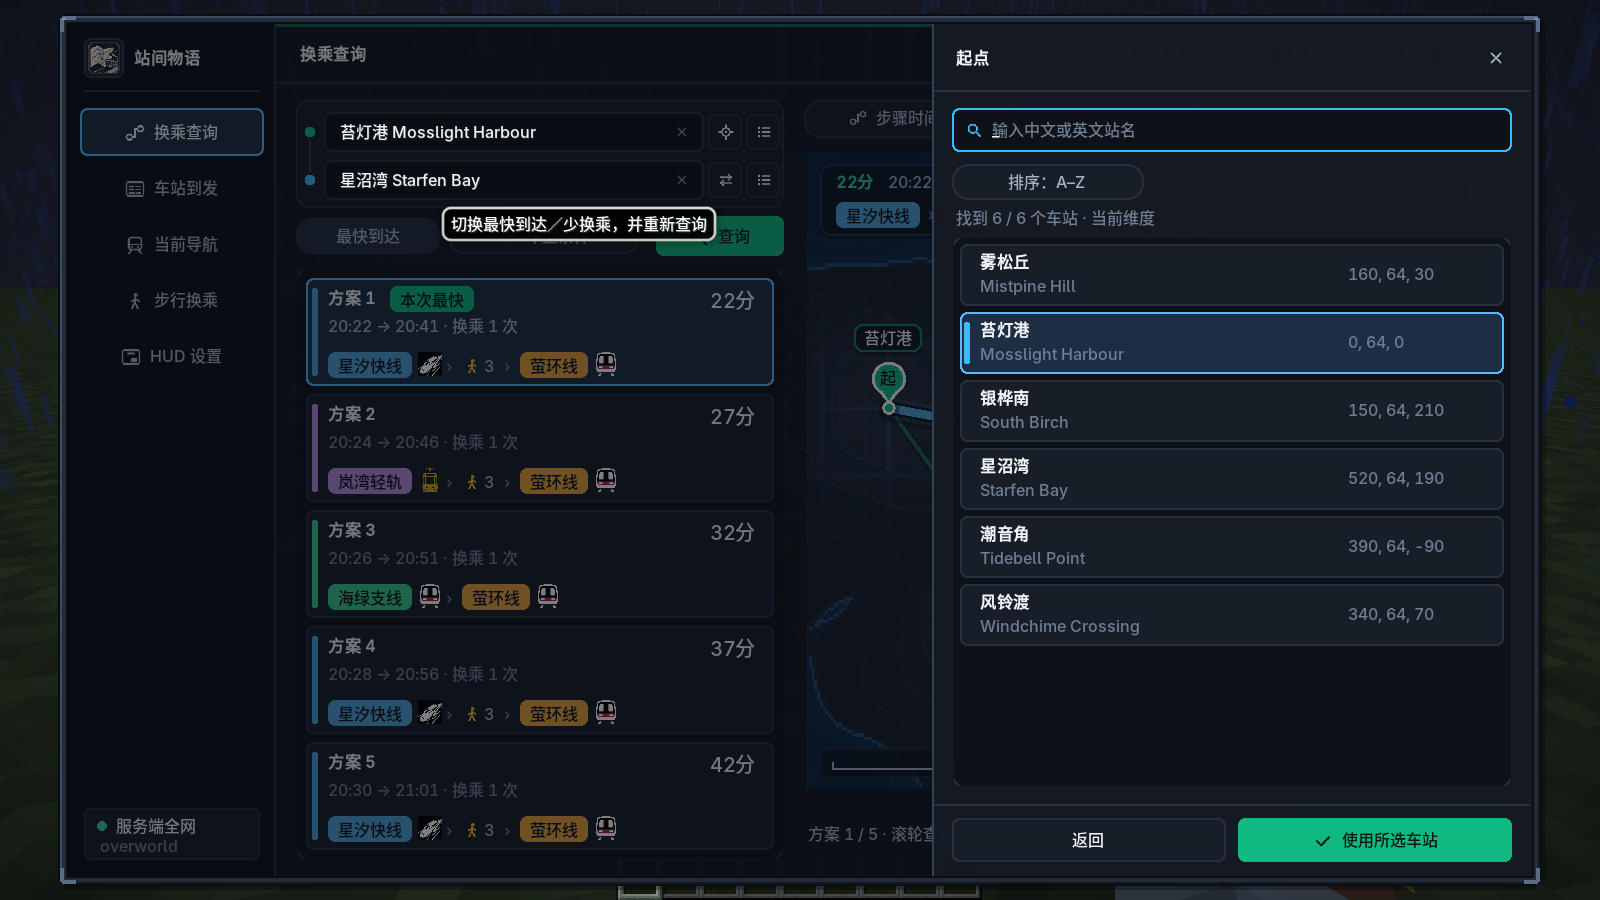 站间物语
换乘查询
车站到发
当前导航
步行换乘
HUD 设置
服务端全网
overworld
换乘查询
苔灯港 Mosslight Harbour
星沼湾 Starfen Bay
切换最快到达／少换乘，并重新查询
最快到达
查询
方案 1 本次最快 22分
20:22 → 20:41 · 换乘 1 次
星汐快线 › 3 › 萤环线
方案 2 27分
20:24 → 20:46 · 换乘 1 次
岚湾轻轨 › 3 › 萤环线
方案 3 32分
20:26 → 20:51 · 换乘 1 次
海绿支线 › 萤环线
方案 4 37分
20:28 → 20:56 · 换乘 1 次
星汐快线 › 3 › 萤环线
方案 5 42分
20:30 → 21:01 · 换乘 1 次
星汐快线 › 3 › 萤环线
步骤时间
22分 20:22
星汐快线 ›
苔灯港
起
方案 1 / 5 · 滚轮查
起点
输入中文或英文站名
排序：A–Z
找到 6 / 6 个车站 · 当前维度
雾松丘
Mistpine Hill
160, 64, 30
苔灯港
Mosslight Harbour
0, 64, 0
银桦南
South Birch
150, 64, 210
星沼湾
Starfen Bay
520, 64, 190
潮音角
Tidebell Point
390, 64, -90
风铃渡
Windchime Crossing
340, 64, 70
返回
使用所选车站